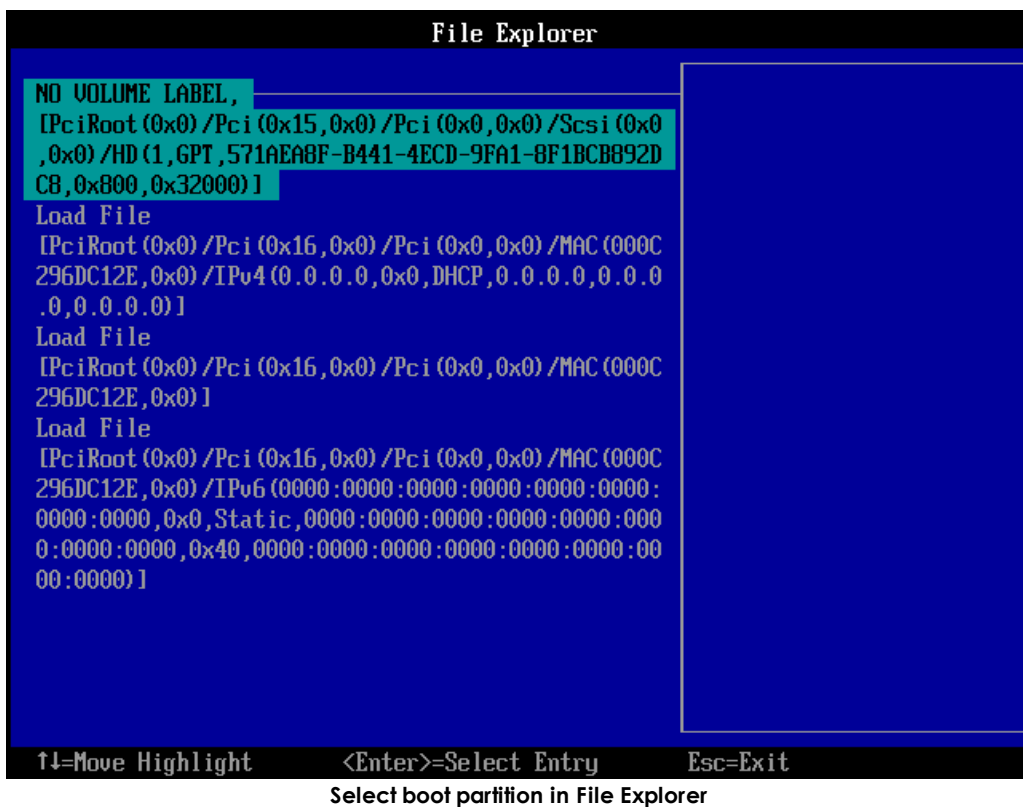 File Explorer
NO VOLUME LABEL,
[PciRoot(0x0)/Pci(0x15,0x0)/Pci(0x0,0x0)/Scsi(0x0
,0x0)/HD(1,GPT,571AEA8F-B441-4ECD-9FA1-8F1BCB892D
C8,0x800,0x32000)]
Load File
[PciRoot(0x0)/Pci(0x16,0x0)/Pci(0x0,0x0)/MAC(000C
296DC12E,0x0)/IPv4(0.0.0.0,0x0,DHCP,0.0.0.0,0.0.0
.0,0.0.0.0)]
Load File
[PciRoot(0x0)/Pci(0x16,0x0)/Pci(0x0,0x0)/MAC(000C
296DC12E,0x0)]
Load File
[PciRoot(0x0)/Pci(0x16,0x0)/Pci(0x0,0x0)/MAC(000C
296DC12E,0x0)/IPv6(0000:0000:0000:0000:0000:0000:
0000:0000,0x0,Static,0000:0000:0000:0000:0000:000
0:0000:0000,0x40,0000:0000:0000:0000:0000:0000:00
00:0000)]
↑↓=Move Highlight <Enter>=Select Entry Esc=Exit
Select boot partition in File Explorer